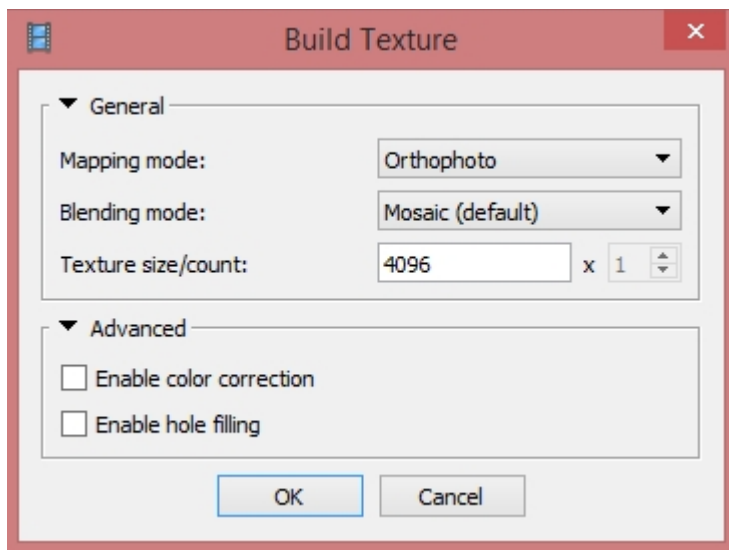 Build Texture
General
Mapping mode: Orthophoto
Blending mode: Mosaic (default)
Texture size/count: 4096 x 1
Advanced
Enable color correction
Enable hole filling
OK Cancel